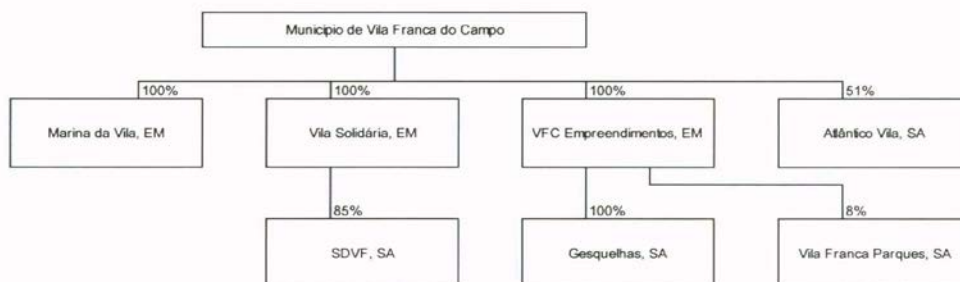 Município de Vila Franca do Campo
100%
100%
100%
51%
Marina da Vila, EM
Vila Solidária, EM
VFC Empreendimentos, EM
Atlântico Vila, SA
85%
100%
8%
SDVF, SA
Gesquelhas, SA
Vila Franca Parques, SA